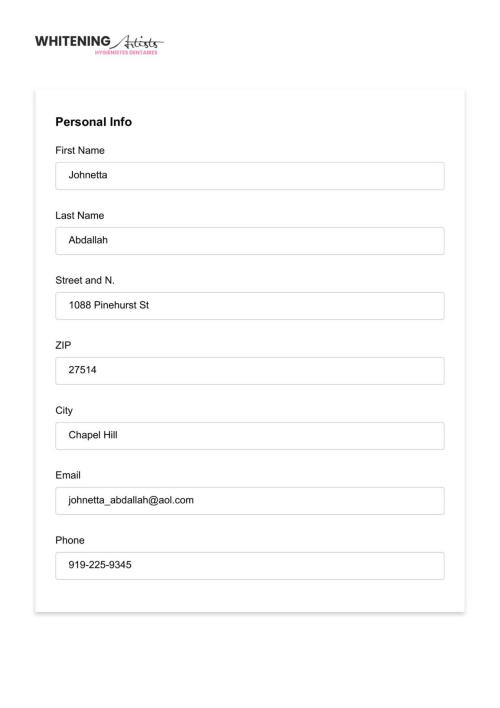 WHITENING Artists
HYGIÉNISTES DENTAIRES
Personal Info
First Name
Johnetta
Last Name
Abdallah
Street and N.
1088 Pinehurst St
ZIP
27514
City
Chapel Hill
Email
johnetta_abdallah@aol.com
Phone
919-225-9345